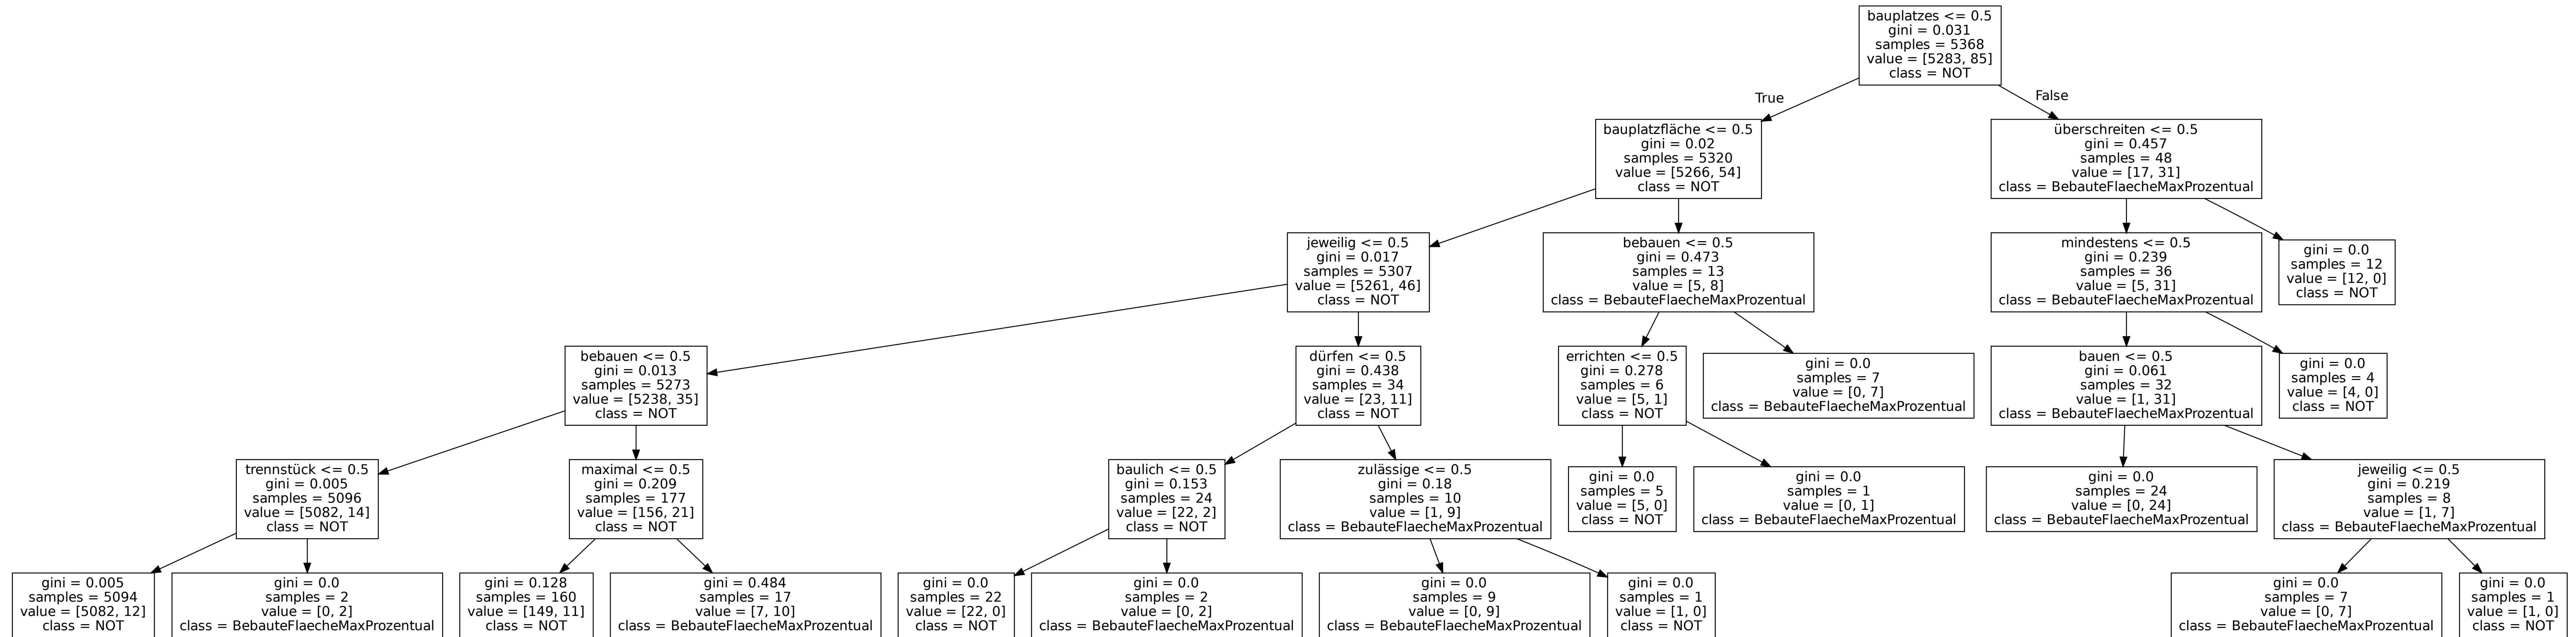 bauplatzes <= 0.5
gini = 0.031
samples = 5368
value = [5283, 85]
class = NOT
True
False
bauplatzfläche <= 0.5
gini = 0.02
samples = 5320
value = [5266, 54]
class = NOT
überschreiten <= 0.5
gini = 0.457
samples = 48
value = [17, 31]
class = BebauteFlaecheMaxProzentual
jeweilig <= 0.5
gini = 0.017
samples = 5307
value = [5261, 46]
class = NOT
bebauen <= 0.5
gini = 0.473
samples = 13
value = [5, 8]
class = BebauteFlaecheMaxProzentual
mindestens <= 0.5
gini = 0.239
samples = 36
value = [5, 31]
class = BebauteFlaecheMaxProzentual
gini = 0.0
samples = 12
value = [12, 0]
class = NOT
bebauen <= 0.5
gini = 0.013
samples = 5273
value = [5238, 35]
class = NOT
dürfen <= 0.5
gini = 0.438
samples = 34
value = [23, 11]
class = NOT
errichten <= 0.5
gini = 0.278
samples = 6
value = [5, 1]
class = NOT
gini = 0.0
samples = 7
value = [0, 7]
class = BebauteFlaecheMaxProzentual
bauen <= 0.5
gini = 0.061
samples = 32
value = [1, 31]
class = BebauteFlaecheMaxProzentual
gini = 0.0
samples = 4
value = [4, 0]
class = NOT
trennstück <= 0.5
gini = 0.005
samples = 5096
value = [5082, 14]
class = NOT
maximal <= 0.5
gini = 0.209
samples = 177
value = [156, 21]
class = NOT
baulich <= 0.5
gini = 0.153
samples = 24
value = [22, 2]
class = NOT
zulässige <= 0.5
gini = 0.18
samples = 10
value = [1, 9]
class = BebauteFlaecheMaxProzentual
gini = 0.0
samples = 5
value = [5, 0]
class = NOT
gini = 0.0
samples = 1
value = [0, 1]
class = BebauteFlaecheMaxProzentual
gini = 0.0
samples = 24
value = [0, 24]
class = BebauteFlaecheMaxProzentual
jeweilig <= 0.5
gini = 0.219
samples = 8
value = [1, 7]
class = BebauteFlaecheMaxProzentual
gini = 0.005
samples = 5094
value = [5082, 12]
class = NOT
gini = 0.0
samples = 2
value = [0, 2]
class = BebauteFlaecheMaxProzentual
gini = 0.128
samples = 160
value = [149, 11]
class = NOT
gini = 0.484
samples = 17
value = [7, 10]
class = BebauteFlaecheMaxProzentual
gini = 0.0
samples = 22
value = [22, 0]
class = NOT
gini = 0.0
samples = 2
value = [0, 2]
class = BebauteFlaecheMaxProzentual
gini = 0.0
samples = 9
value = [0, 9]
class = BebauteFlaecheMaxProzentual
gini = 0.0
samples = 1
value = [1, 0]
class = NOT
gini = 0.0
samples = 7
value = [0, 7]
class = BebauteFlaecheMaxProzentual
gini = 0.0
samples = 1
value = [1, 0]
class = NOT